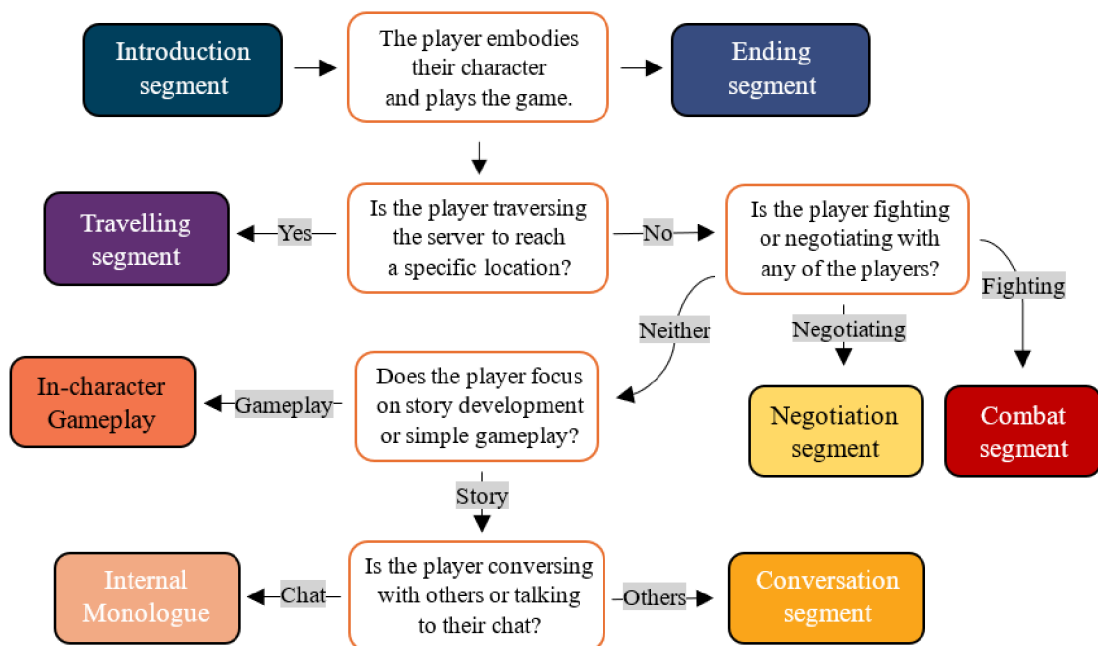 Introduction
segment
The player embodies
their character
and plays the game.
Ending
segment
Travelling
segment
Yes
Is the player traversing
the server to reach
a specific location?
No
Is the player fighting
or negotiating with
any of the players?
Fighting
Neither
Negotiating
In-character
Gameplay
Gameplay
Does the player focus
on story development
or simple gameplay?
Negotiation
segment
Combat
segment
Story
Internal
Monologue
Chat
Is the player conversing
with others or talking
to their chat?
Others
Conversation
segment